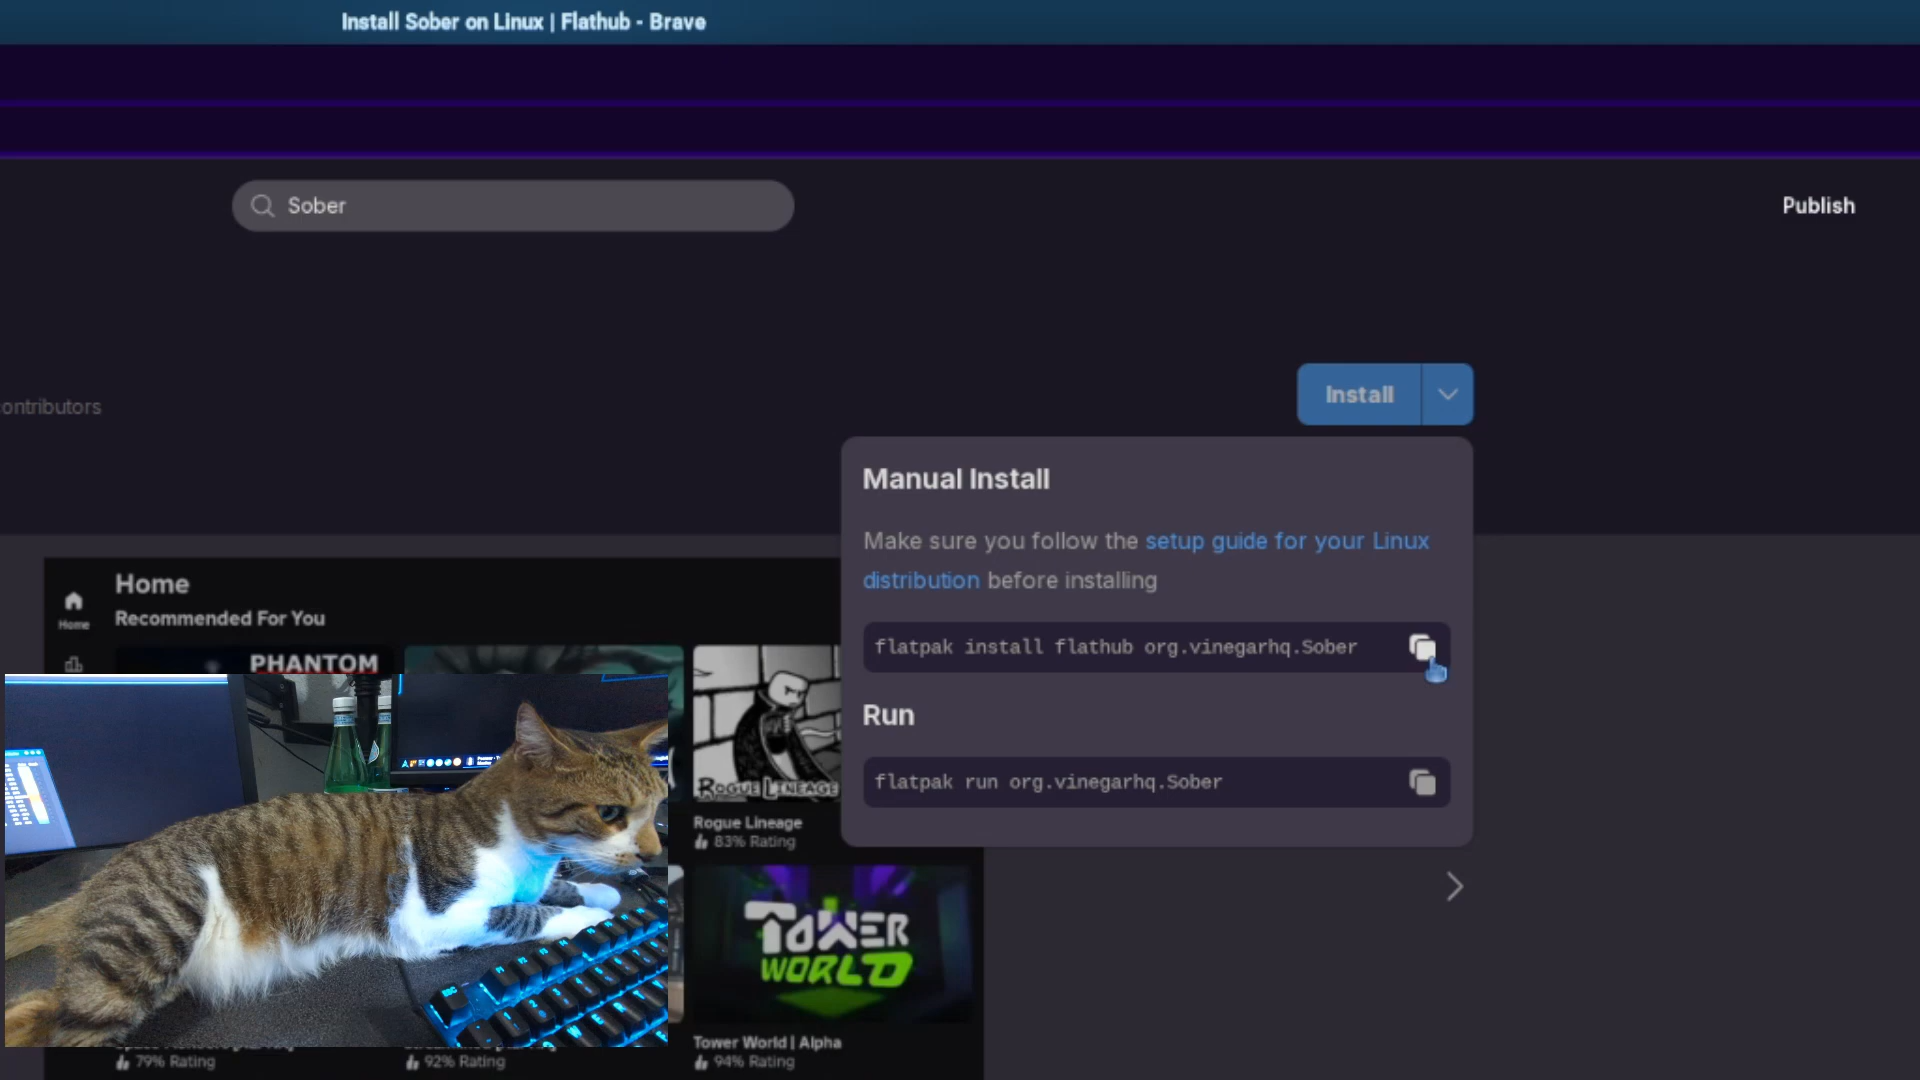 Install Sober on Linux | Flathub - Brave
Sober
Publish
ontributors
Install
Manual Install
Make sure you follow the setup guide for your Linux
distribution before installing
flatpak install flathub org.vinegarhq.Sober
Run
flatpak run org.vinegarhq.Sober
Home
Home
Recommended For You
PHANTOM
ROGUE LINEAGE
Rogue Lineage
83% Rating
TOWER
WORLD
Tower World | Alpha
79% Rating
92% Rating
94% Rating